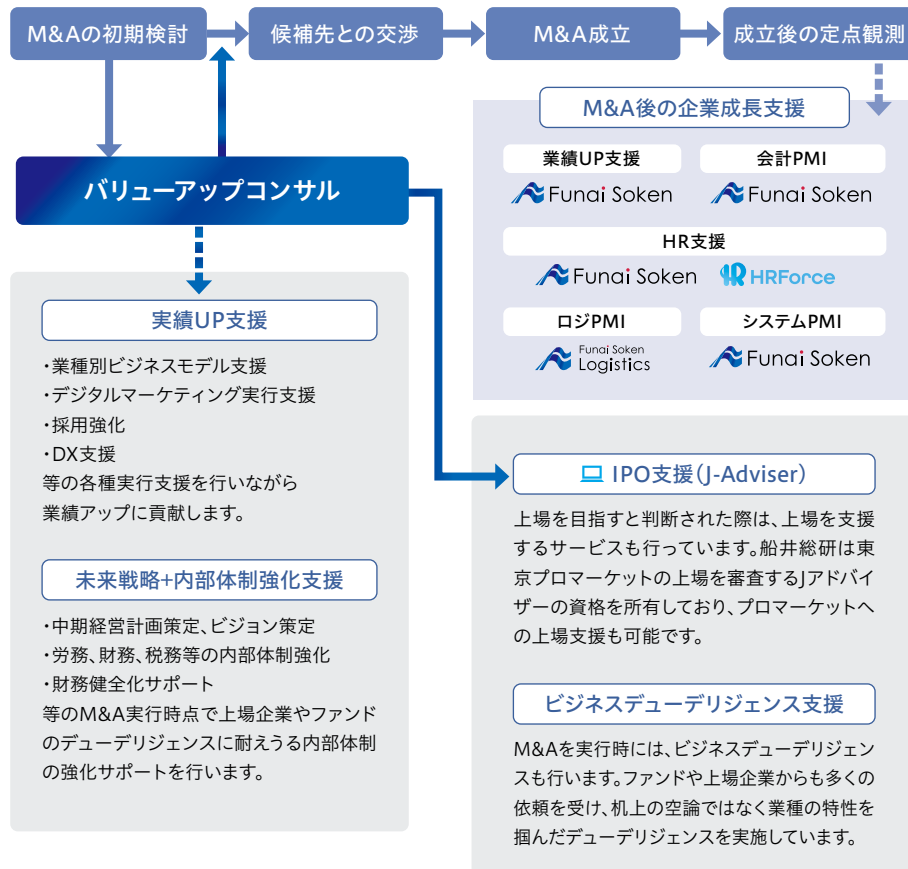 M&Aの初期検討
候補先との交渉
M&A成立
成立後の定点観測
バリューアップコンサル
実績UP支援
・業種別ビジネスモデル支援
・デジタルマーケティング実行支援
・採用強化
・DX支援
等の各種実行支援を行いながら
業績アップに貢献します。
未来戦略+内部体制強化支援
・中期経営計画策定、ビジョン策定
・労務、財務、税務等の内部体制強化
・財務健全化サポート
等のM&A実行時点で上場企業やファンド
のデューデリジェンスに耐えうる内部体制
の強化サポートを行います。
M&A後の企業成長支援
業績UP支援
Funai Soken
会計PMI
Funai Soken
HR支援
Funai Soken
HRForce
ロジPMI
Funai Soken
Logistics
システムPMI
Funai Soken
IPO支援(J-Adviser)
上場を目指すと判断された際は、上場を支援
するサービスも行っています。船井総研は東
京プロマーケットの上場を審査するJアドバイ
ザーの資格を所有しており、プロマーケットへ
の上場支援も可能です。
ビジネスデューデリジェンス支援
M&Aを実行時には、ビジネスデューデリジェン
スも行います。ファンドや上場企業からも多くの
依頼を受け、机上の空論ではなく業種の特性を
掴んだデューデリジェンスを実施しています。